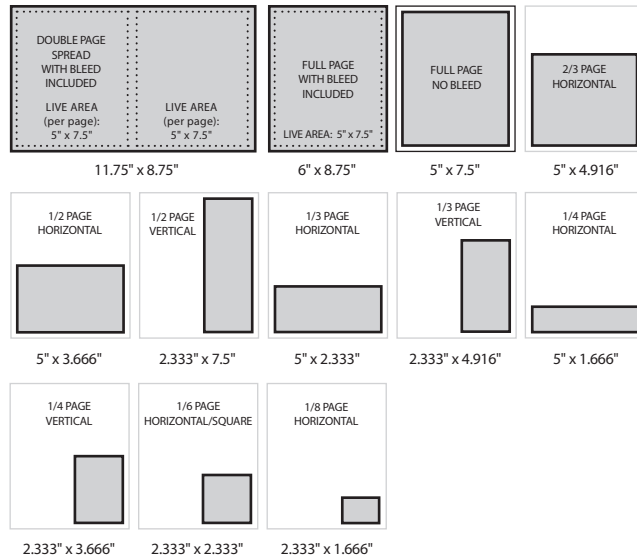 DOUBLE PAGE
SPREAD
WITH BLEED
INCLUDED
LIVE AREA
(per page):
5" x 7.5"
LIVE AREA
(per page):
5" x 7.5"
11.75" x 8.75"
FULL PAGE
WITH BLEED
INCLUDED
LIVE AREA: 5" x 7.5"
6" x 8.75"
FULL PAGE
NO BLEED
5" x 7.5"
2/3 PAGE
HORIZONTAL
5" x 4.916"
1/2 PAGE
HORIZONTAL
5" x 3.666"
1/2 PAGE
VERTICAL
2.333" x 7.5"
1/3 PAGE
HORIZONTAL
5" x 2.333"
1/3 PAGE
VERTICAL
2.333" x 4.916"
1/4 PAGE
HORIZONTAL
5" x 1.666"
1/4 PAGE
VERTICAL
2.333" x 3.666"
1/6 PAGE
HORIZONTAL/SQUARE
2.333" x 2.333"
1/8 PAGE
HORIZONTAL
2.333" x 1.666"